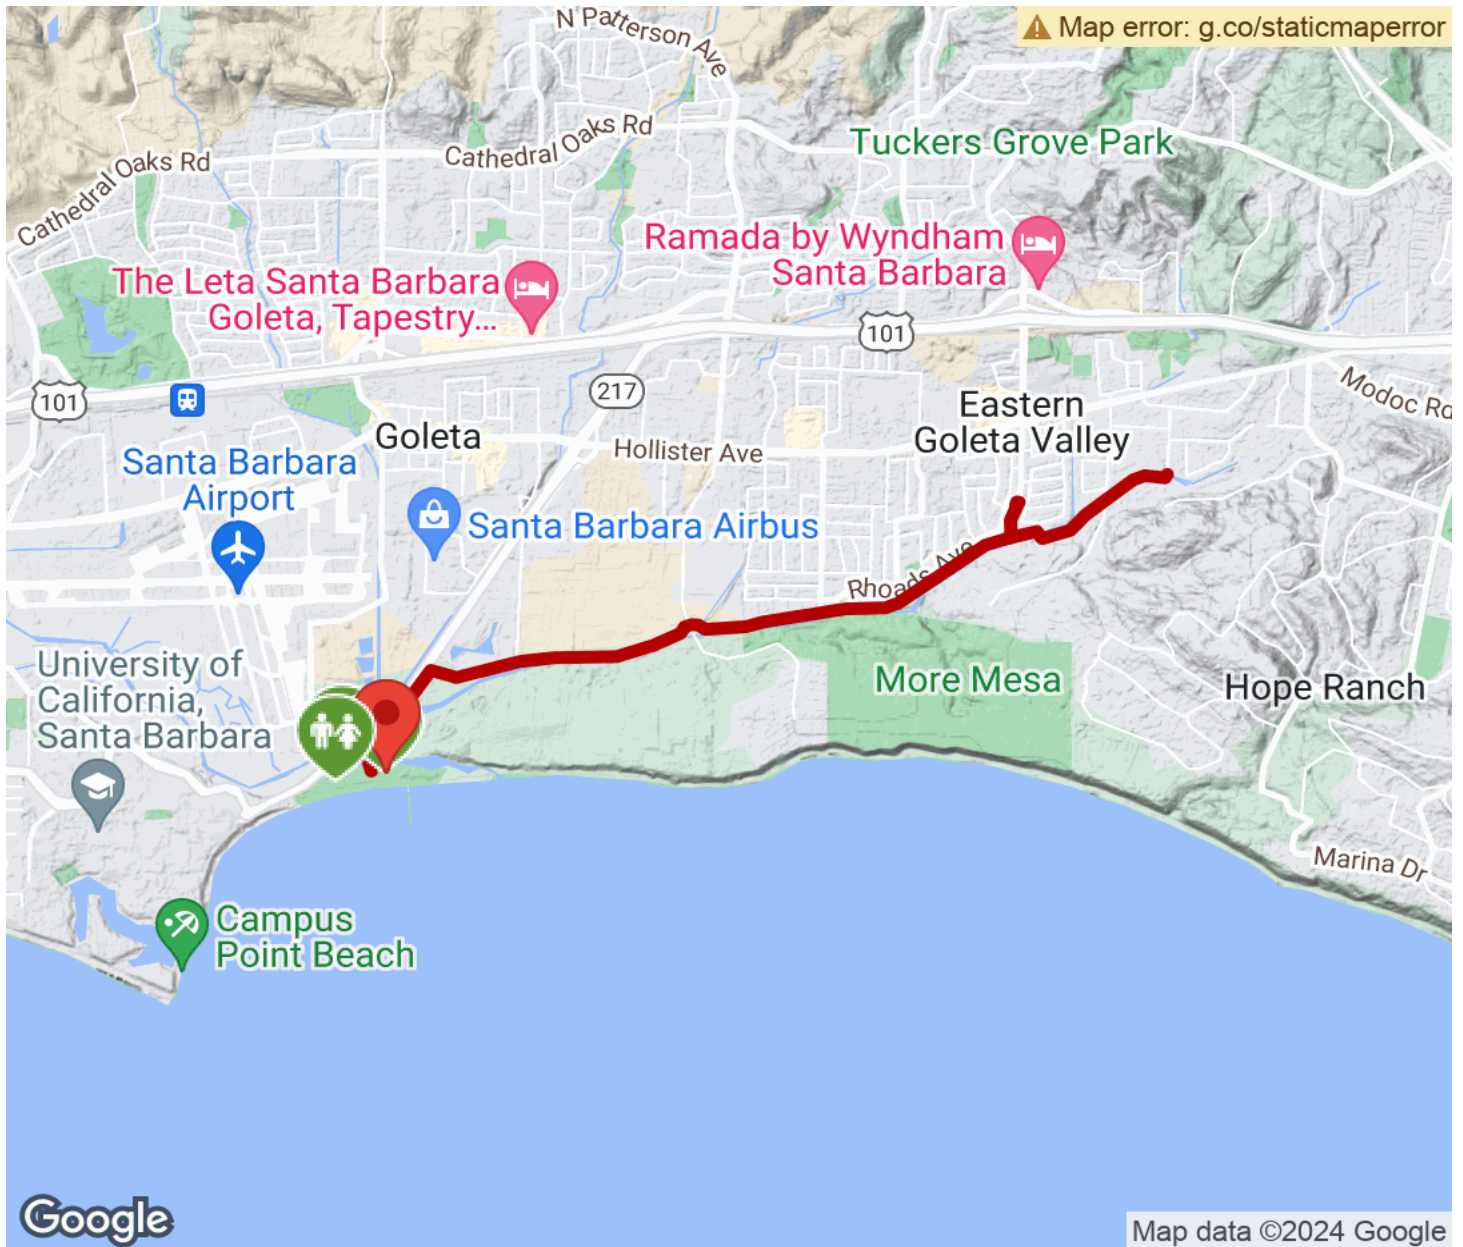 N Patterson Ave
Map error: g.co/staticmaperror
Cathedral Oaks Rd
Tuckers Grove Park
Cathedral Oaks Rd
Ramada by Wyndham
Santa Barbara
The Leta Santa Barbara
Goleta, Tapestry...
101
217
101
Modoc Rd
Eastern
Goleta Valley
Goleta
Hollister Ave
Santa Barbara
Airport
Santa Barbara Airbus
Rhoads Ave
University of
California,
Santa Barbara
More Mesa
Hope Ranch
Marina Dr
Campus
Point Beach
Google
Map data ©2024 Google